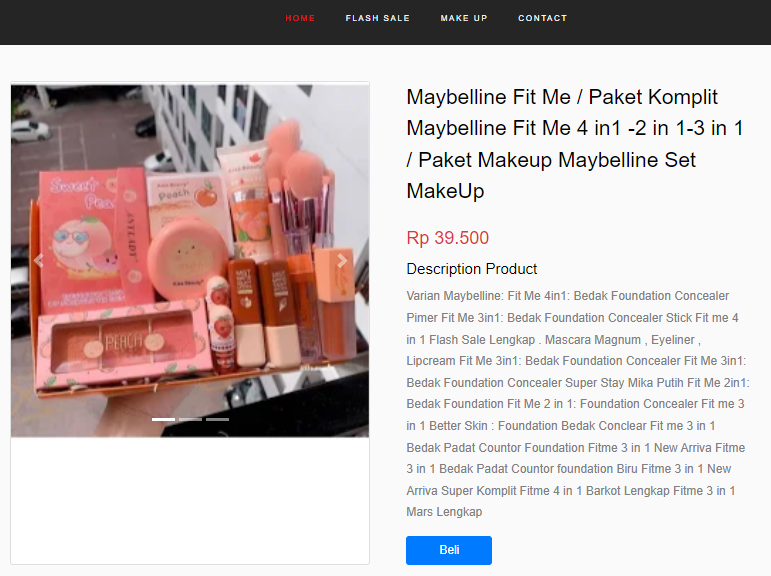 HOME FLASH SALE MAKE UP CONTACT
Maybelline Fit Me / Paket Komplit
Maybelline Fit Me 4 in1 -2 in 1-3 in 1
/ Paket Makeup Maybelline Set
MakeUp
Rp 39.500
Description Product
Varian Maybelline: Fit Me 4in1: Bedak Foundation Concealer
Pimer Fit Me 3in1: Bedak Foundation Concealer Stick Fit me 4
in 1 Flash Sale Lengkap . Mascara Magnum , Eyeliner ,
Lipcream Fit Me 3in1: Bedak Foundation Concealer Fit Me 3in1:
Bedak Foundation Concealer Super Stay Mika Putih Fit Me 2in1:
Bedak Foundation Fit Me 2 in 1: Foundation Concealer Fit me 3
in 1 Better Skin : Foundation Bedak Conclear Fit me 3 in 1
Bedak Padat Countor Foundation Fitme 3 in 1 New Arriva Fitme
3 in 1 Bedak Padat Countor foundation Biru Fitme 3 in 1 New
Arriva Super Komplit Fitme 4 in 1 Barkot Lengkap Fitme 3 in 1
Mars Lengkap
Beli
Sweet
Peach
PEACH